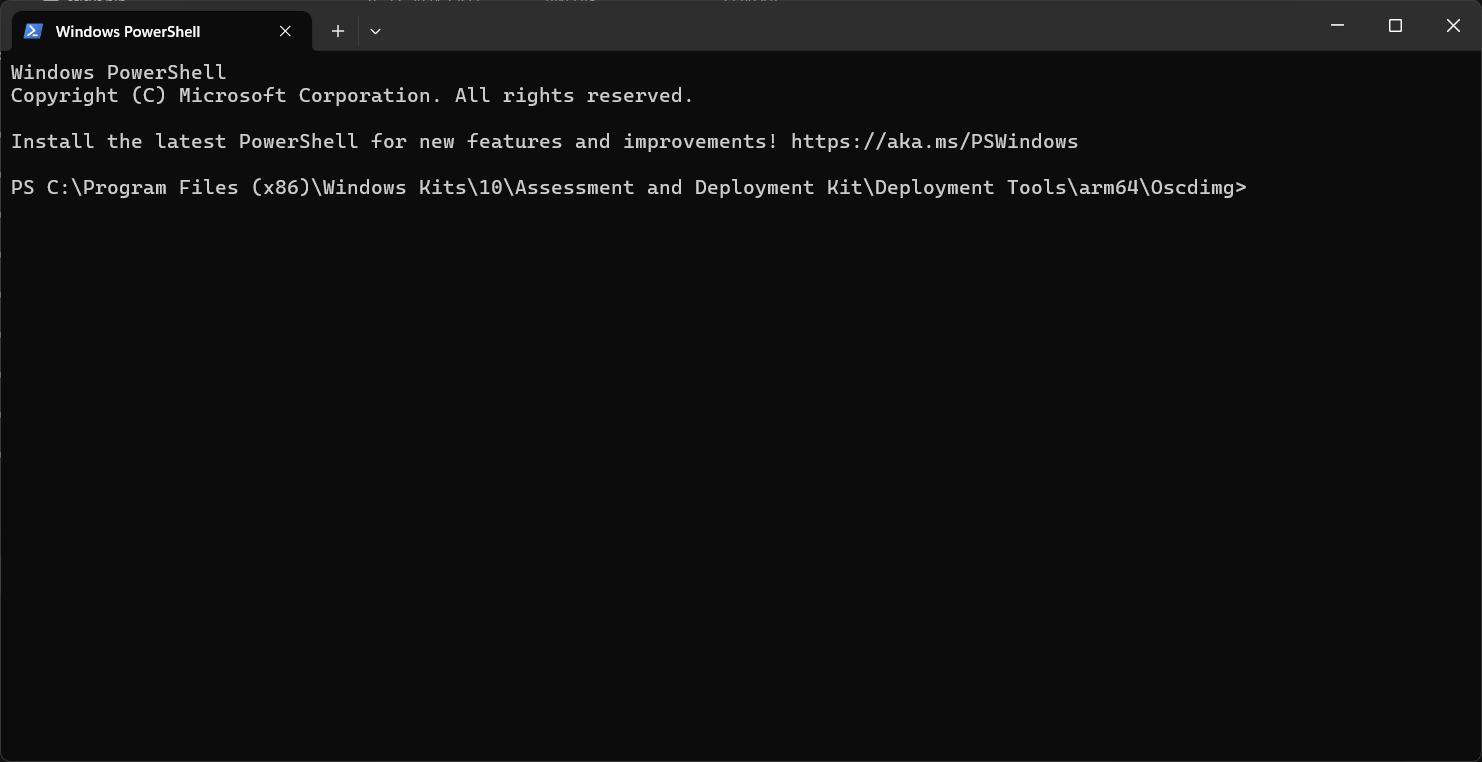 Windows PowerShell
Windows PowerShell
Copyright (C) Microsoft Corporation. All rights reserved.
Install the latest PowerShell for new features and improvements! https://aka.ms/PSWindows
PS C:\Program Files (x86)\Windows Kits\10\Assessment and Deployment Kit\Deployment Tools\arm64\Oscdimg>